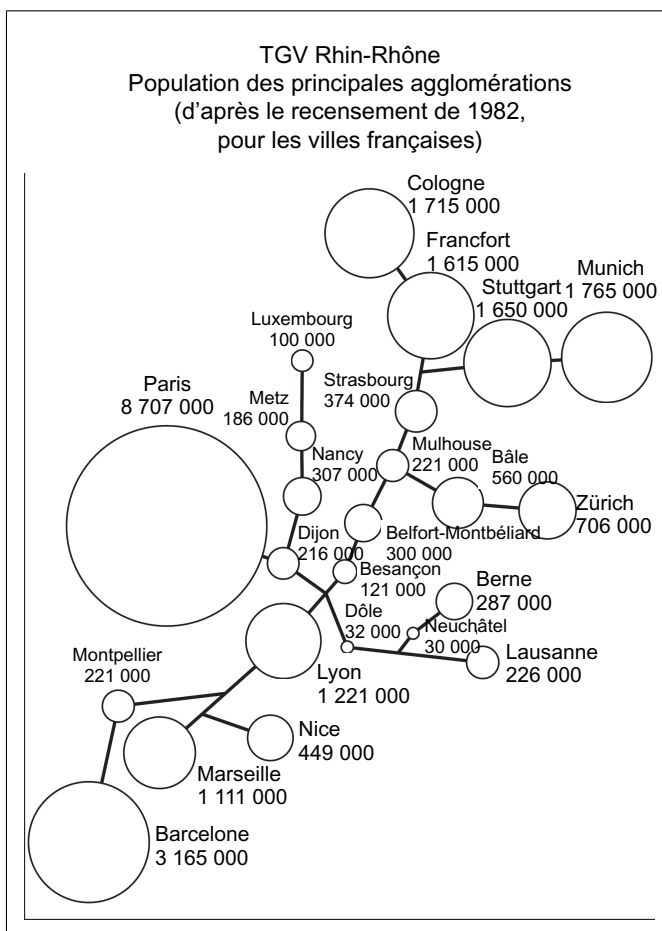 TGV Rhin-Rhône
Population des principales agglomérations
(d'après le recensement de 1982,
pour les villes françaises)
Cologne
1 715 000
Francfort
1 615 000
Munich
1 765 000
Stuttgart
1 650 000
Luxembourg
100 000
Paris
8 707 000
Strasbourg
374 000
Metz
186 000
Mulhouse
221 000
Nancy
307 000
Bâle
560 000
Zürich
706 000
Dijon
216 000
Belfort-Montbéliard
300 000
Besançon
121 000
Berne
287 000
Dôle
32 000
Neuchâtel
30 000
Lausanne
226 000
Montpellier
221 000
Lyon
1 221 000
Nice
449 000
Marseille
1 111 000
Barcelone
3 165 000